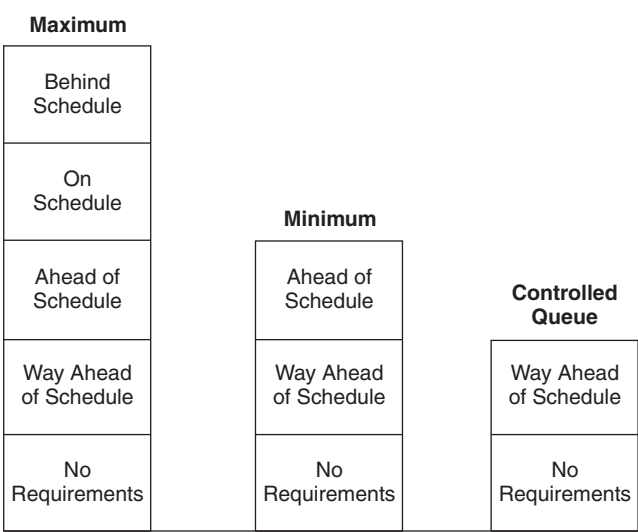 Maximum
Behind
Schedule
On
Schedule
Ahead of
Schedule
Way Ahead
of Schedule
No
Requirements
Minimum
Ahead of
Schedule
Way Ahead
of Schedule
No
Requirements
Controlled
Queue
Way Ahead
of Schedule
No
Requirements